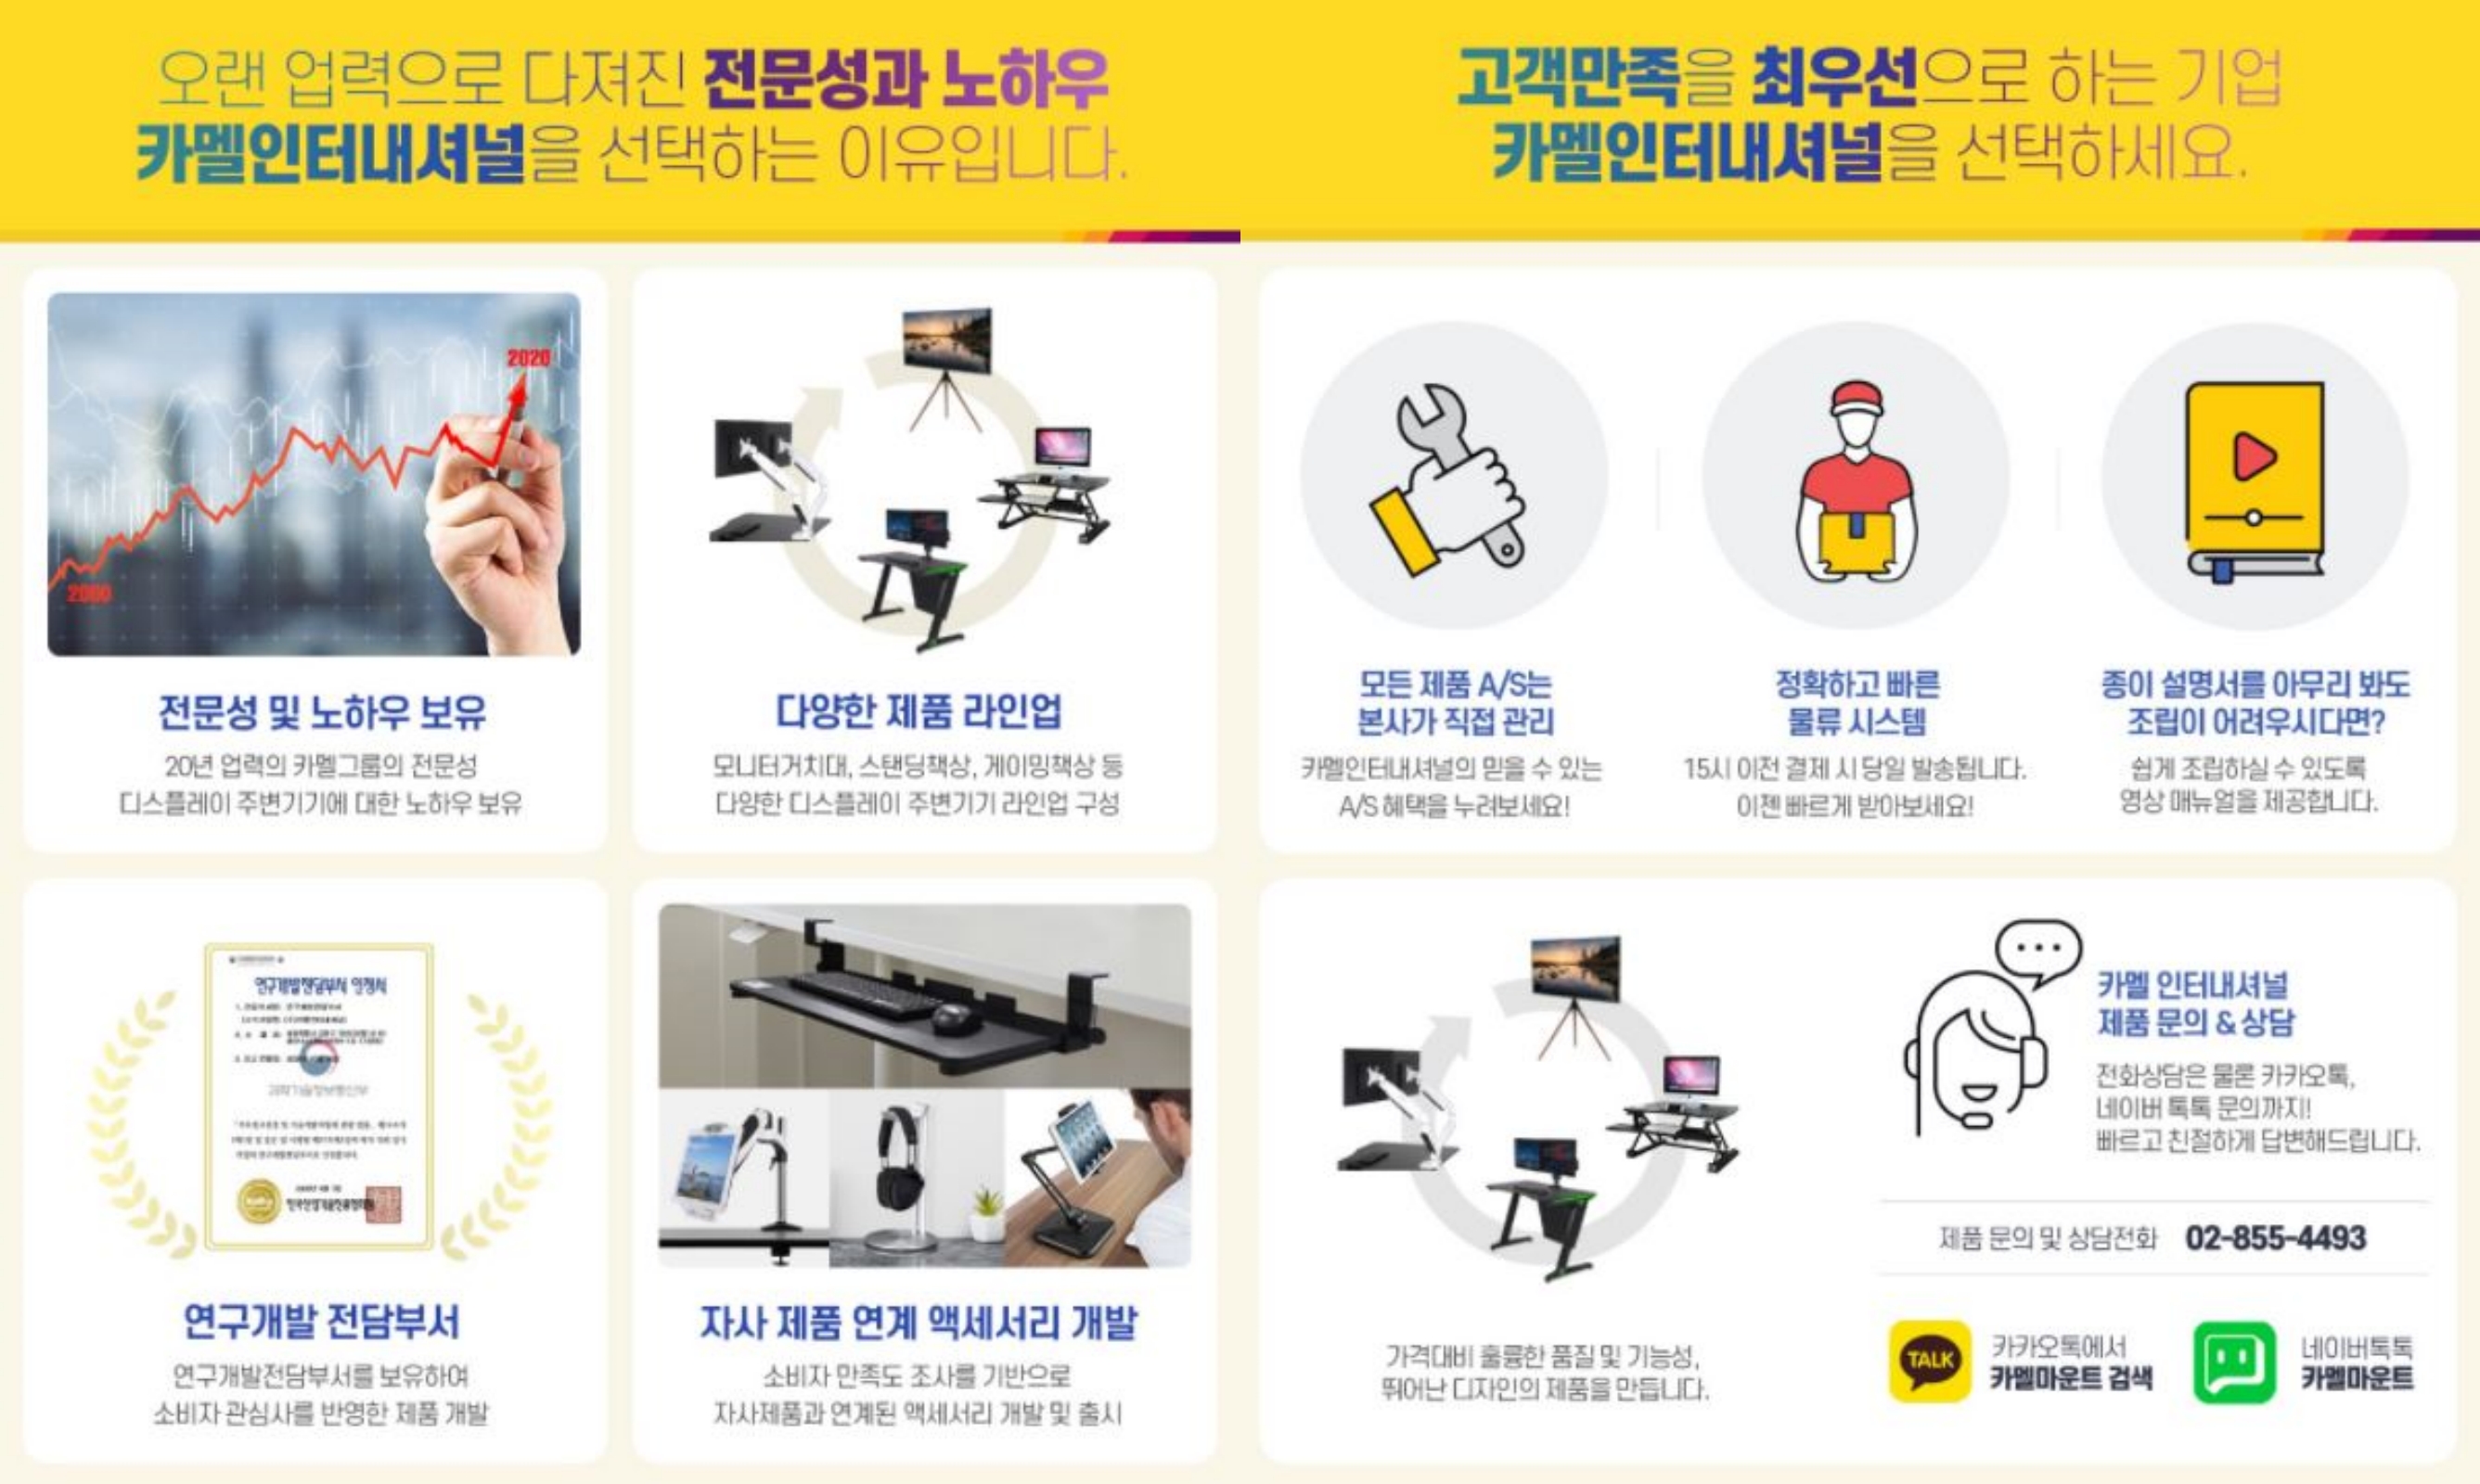 오랜 업력으로 다져진 전문성과 노하우
카멜인터내셔널을 선택하는 이유입니다.
2020
2000
전문성 및 노하우 보유
20년 업력의 카멜그룹의 전문성
디스플레이 주변기기에 대한 노하우 보유
다양한 제품 라인업
모니터거치대, 스탠딩책상, 게이밍책상 등
다양한 디스플레이 주변기기 라인업 구성
연구개발전담부서 인정서
과학기술정보통신부
연구개발 전담부서
연구개발전담부서를 보유하여
소비자 관심사를 반영한 제품 개발
자사 제품 연계 액세서리 개발
소비자 만족도 조사를 기반으로
자사제품과 연계된 액세서리 개발 및 출시
고객만족을 최우선으로 하는 기업
카멜인터내셔널을 선택하세요.
모든 제품 A/S는
본사가 직접 관리
카멜인터내셔널의 믿을 수 있는
A/S 혜택을 누려보세요!
정확하고 빠른
물류 시스템
15시 이전 결제 시 당일 발송됩니다.
이젠 빠르게 받아보세요!
종이 설명서를 아무리 봐도
조립이 어려우시다면?
쉽게 조립하실 수 있도록
영상 매뉴얼을 제공합니다.
가격대비 훌륭한 품질 및 기능성,
뛰어난 디자인의 제품을 만듭니다.
카멜 인터내셔널
제품 문의 & 상담
전화상담은 물론 카카오톡,
네이버 톡톡 문의까지!
빠르고 친절하게 답변해드립니다.
제품 문의 및 상담전화 02-855-4493
TALK
카카오톡에서
카멜마운트 검색
네이버톡톡
카멜마운트